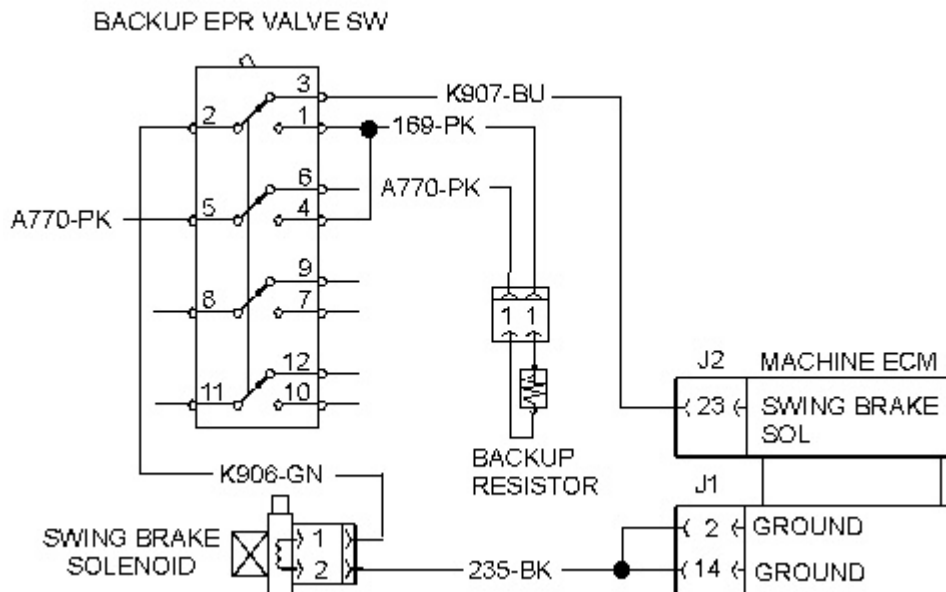 BACKUP EPR VALVE SW
3
K907-BU
2
1
169-PK
6
A770-PK
A770-PK
5
4
9
8
7
1 1
12
J2
MACHINE ECM
11
10
23
SWING BRAKE
SOL
K906-GN
BACKUP
RESISTOR
J1
SWING BRAKE
SOLENOID
1
2
2
GROUND
235-BK
14
GROUND